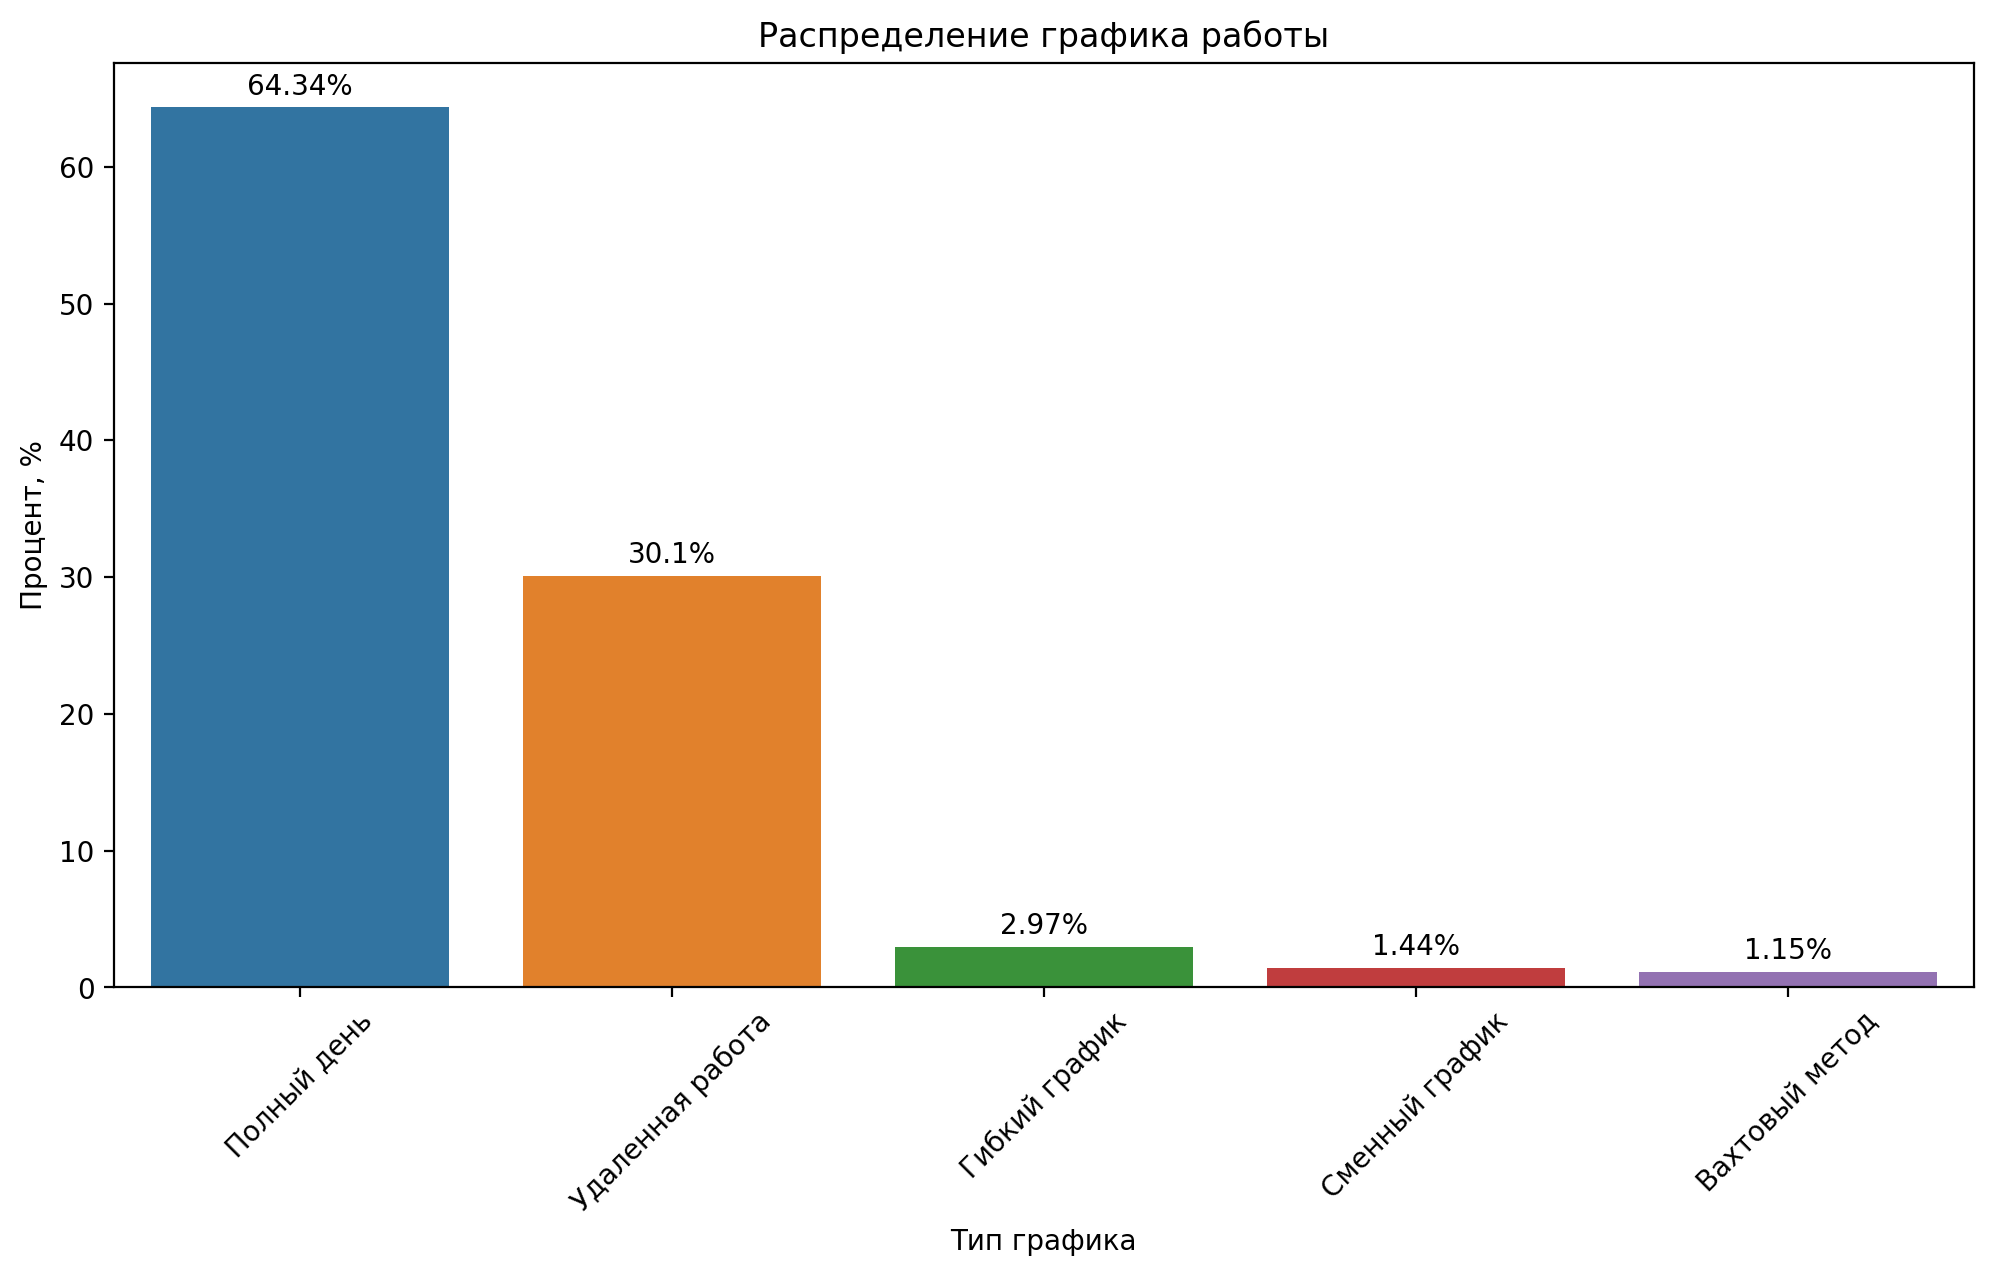 Распределение графика работы
64.34%
30.1%
2.97%
1.44%
1.15%
60
50
40
30
20
10
0
Процент, %
Полный день
Удаленная работа
Гибкий график
Сменный график
Вахтовый метод
Тип графика